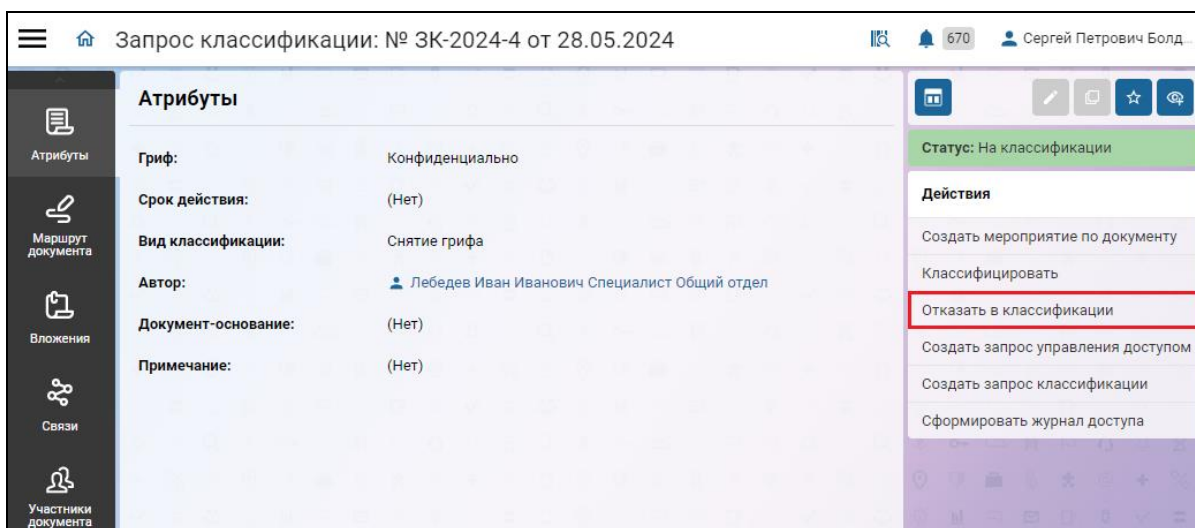 Запрос классификации: № ЗК-2024-4 от 28.05.2024
670
Сергей Петрович Болд...
Атрибуты
Маршрут
документа
Вложения
Связи
Участники
документа
Атрибуты
Гриф: Конфиденциально
Срок действия: (Нет)
Вид классификации: Снятие грифа
Автор: Лебедев Иван Иванович Специалист Общий отдел
Документ-основание: (Нет)
Примечание: (Нет)
Статус: На классификации
Действия
Создать мероприятие по документу
Классифицировать
Отказать в классификации
Создать запрос управления доступом
Создать запрос классификации
Сформировать журнал доступа